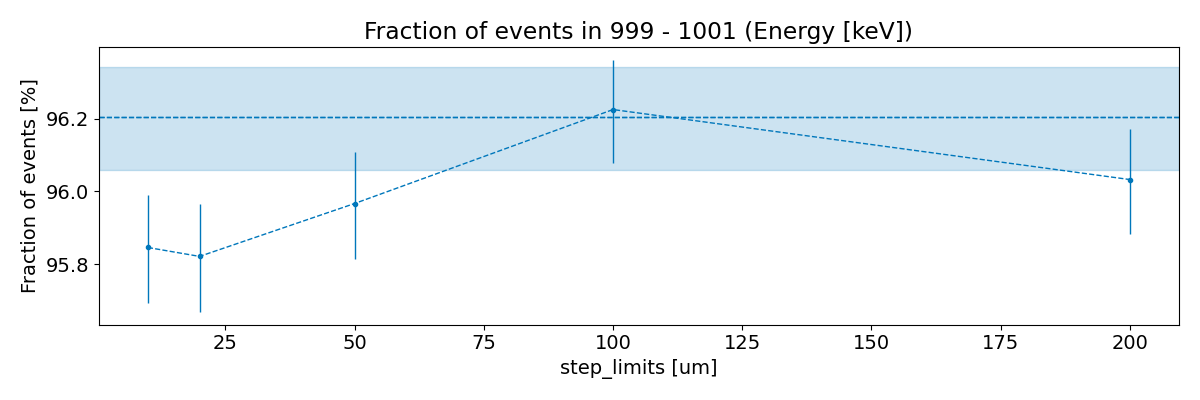 Fraction of events in 999 - 1001 (Energy [keV])
Fraction of events [%]
96.2
96.0
95.8
25 50 75 100 125 150 175 200
step_limits [um]